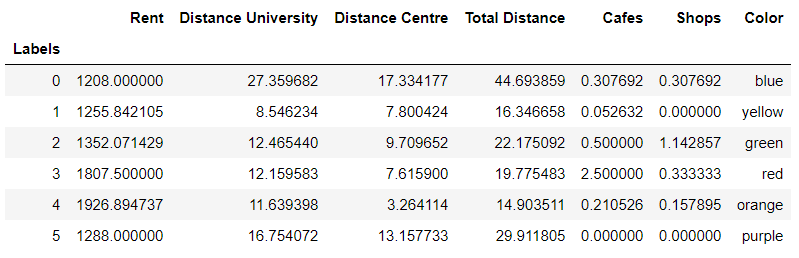 Rent Distance University Distance Centre Total Distance Cafes Shops Color
Labels
0 1208.000000 27.359682 17.334177 44.693859 0.307692 0.307692 blue
1 1255.842105 8.546234 7.800424 16.346658 0.052632 0.000000 yellow
2 1352.071429 12.465440 9.709652 22.175092 0.500000 1.142857 green
3 1807.500000 12.159583 7.615900 19.775483 2.500000 0.333333 red
4 1926.894737 11.639398 3.264114 14.903511 0.210526 0.157895 orange
5 1288.000000 16.754072 13.157733 29.911805 0.000000 0.000000 purple